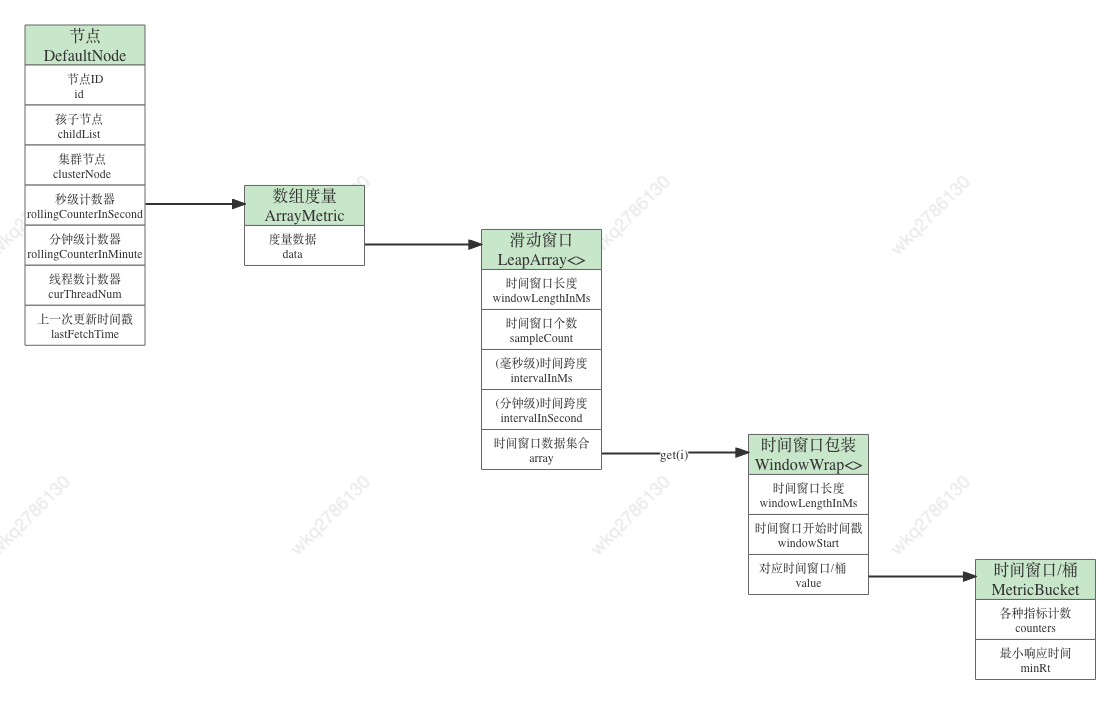 节点
DefaultNode
节点ID
id
孩子节点
childList
集群节点
clusterNode
秒级计数器
rollingCounterInSecond
分钟级计数器
rollingCounterInMinute
线程数计数器
curThreadNum
上一次更新时间戳
lastFetchTime
数组度量
ArrayMetric
度量数据
data
滑动窗口
LeapArray<>
时间窗口长度
windowLengthInMs
时间窗口个数
sampleCount
(毫秒级)时间跨度
intervalInMs
(分钟级)时间跨度
intervalInSecond
时间窗口数据集合
array
get(i)
时间窗口包装
WindowWrap<>
时间窗口长度
windowLengthInMs
时间窗口开始时间戳
windowStart
对应时间窗口/桶
value
时间窗口/桶
MetricBucket
各种指标计数
counters
最小响应时间
minRt
wkq2786130
wkq2786130
wkq2786130
wkq2786130
wkq2786130
wkq2786130